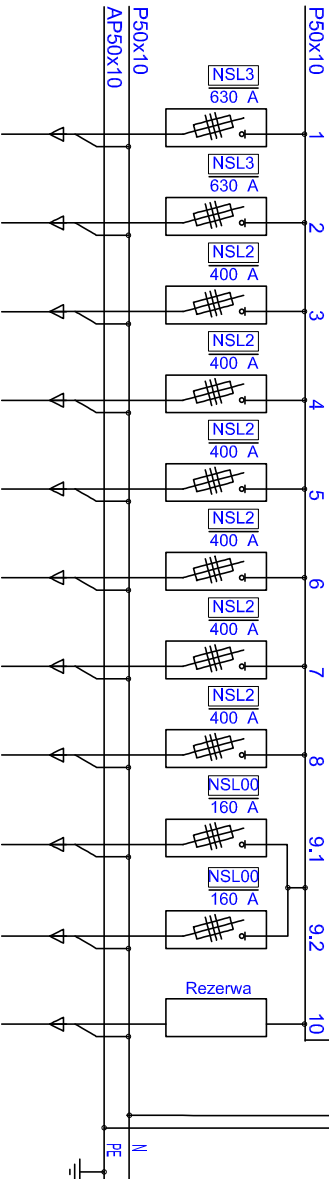 P50x10
AP50x10
P50x10
NSL3
630 A
1
NSL3
630 A
2
NSL2
400 A
3
NSL2
400 A
4
NSL2
400 A
5
NSL2
400 A
6
NSL2
400 A
7
NSL2
400 A
8
NSL00
160 A
9.1
NSL00
160 A
9.2
Rezerwa
10
N
PE